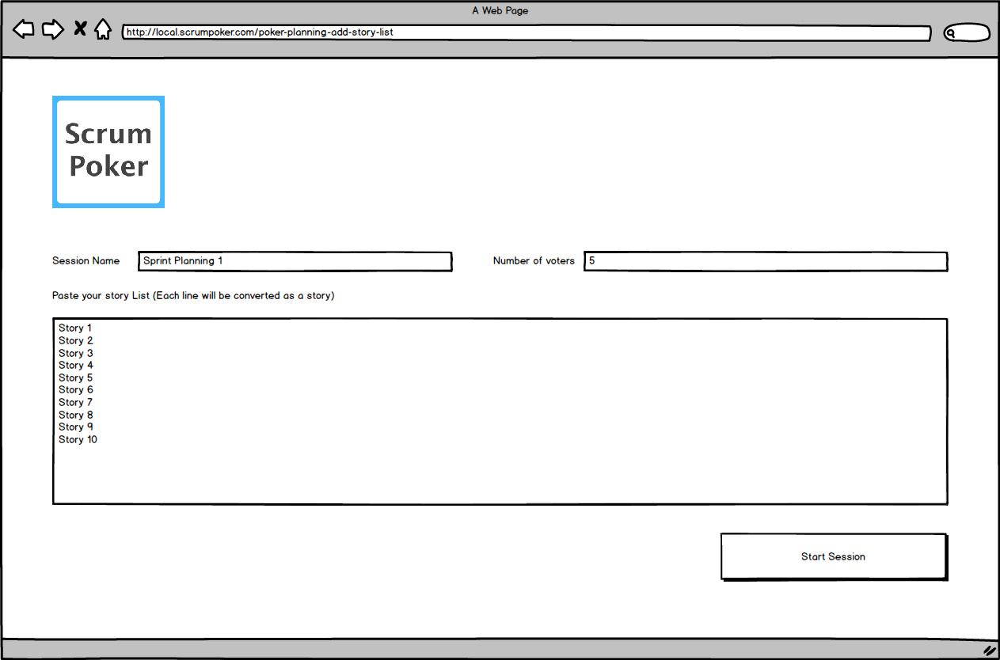 A Web Page
http://local.scrumpoker.com/poker-planning-add-story-list
Scrum
Poker
Session Name
Sprint Planning 1
Number of voters
5
Paste your story List (Each line will be converted as a story)
Story 1
Story 2
Story 3
Story 4
Story 5
Story 6
Story 7
Story 8
Story 9
Story 10
Start Session